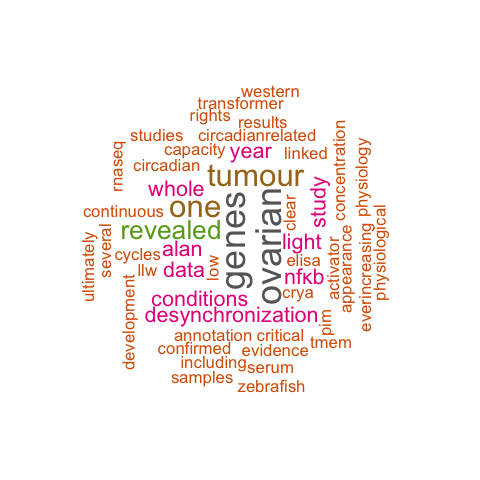 western
transformer
rights
results
studies
circadianrelated
capacity
year
linked
rnaseq
circadian
whole
tumour
continuous
one
genes
ovarian
clear
study
concentration
physiology
revealed
several
ultimately
alan
light
cycles
llw
data
low
elisa
nfκb
activator
appearance
everincreasing
physiological
conditions
crya
desynchronization
development
pim
annotation
critical
tmem
confirmed
evidence
including
serum
samples
zebrafish